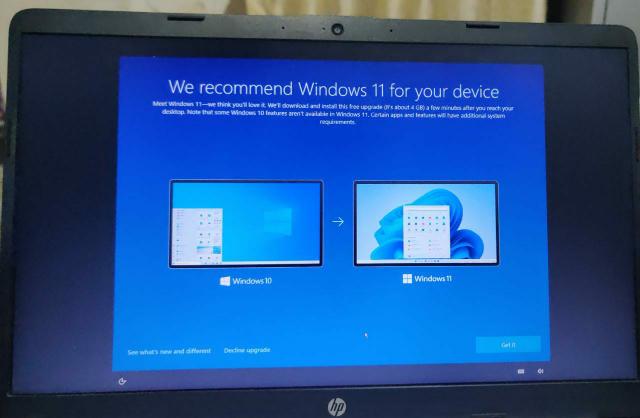 We recommend Windows 11 for your device
Meet Windows 11—we think you'll love it. We'll download and install this free upgrade (it's about 4 GB) a few minutes after you reach your
desktop. Note that some Windows 10 features aren't available in Windows 11. Certain apps and features will have additional system
requirements.
Windows 10
Windows 11
See what's new and different
Decline upgrade
Get it
hp